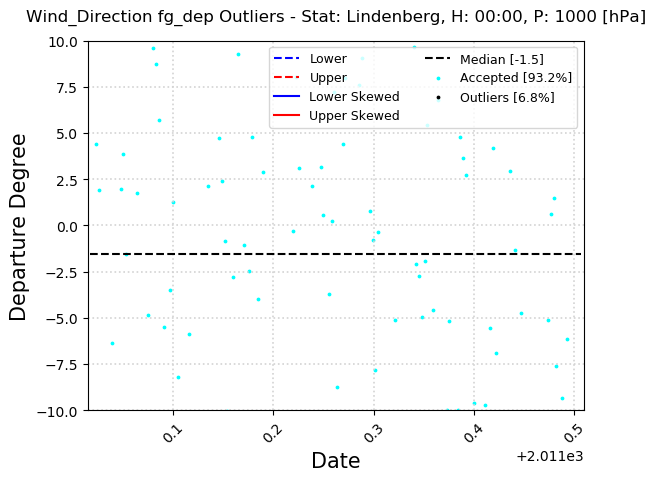 Wind_Direction fg_dep Outliers - Stat: Lindenberg, H: 00:00, P: 1000 [hPa]
Lower
Upper
Lower Skewed
Upper Skewed
Median [-1.5]
Accepted [93.2%]
Outliers [6.8%]
Departure Degree
10.0
7.5
5.0
2.5
0.0
−2.5
−5.0
−7.5
−10.0
0.1
0.2
0.3
0.4
0.5
+2.011e3
Date